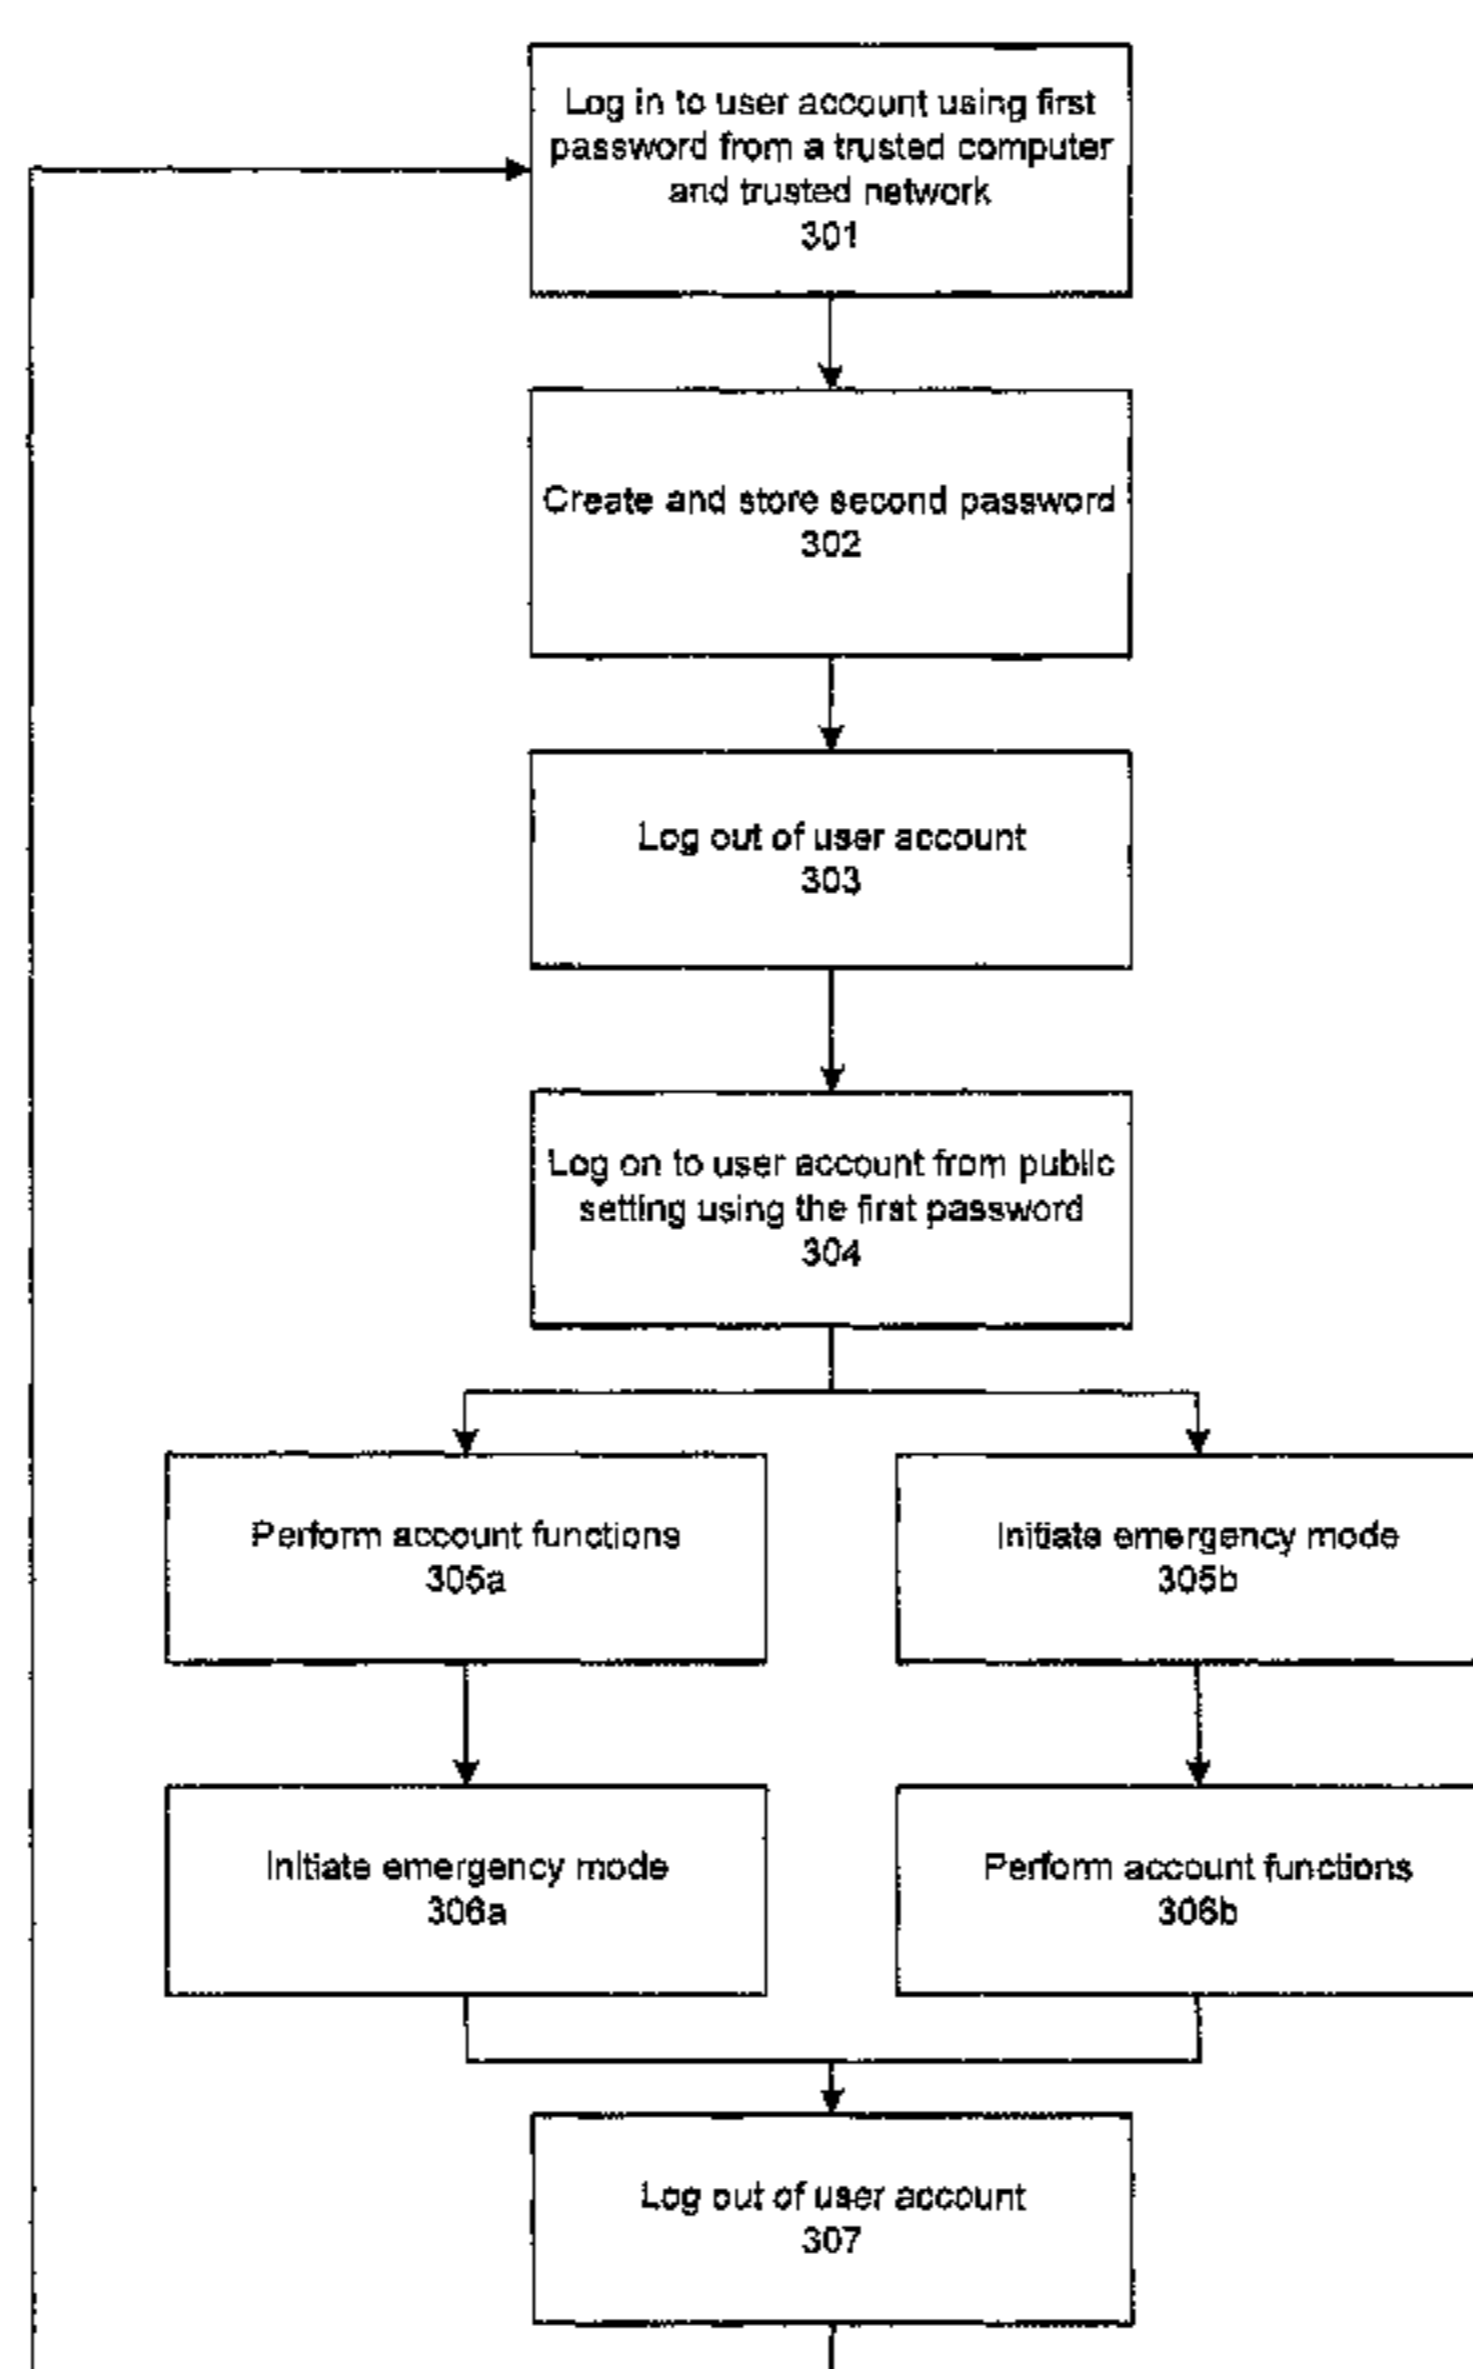 Log in to user account using first
password from a trusted computer
and trusted network
301
Create and store second password
302
Log out of user account
303
Log on to user account from public
setting using the first password
304
Perform account functions
305a
Initiate emergency mode
305b
Initiate emergency mode
306a
Perform account functions
306b
Log out of user account
307